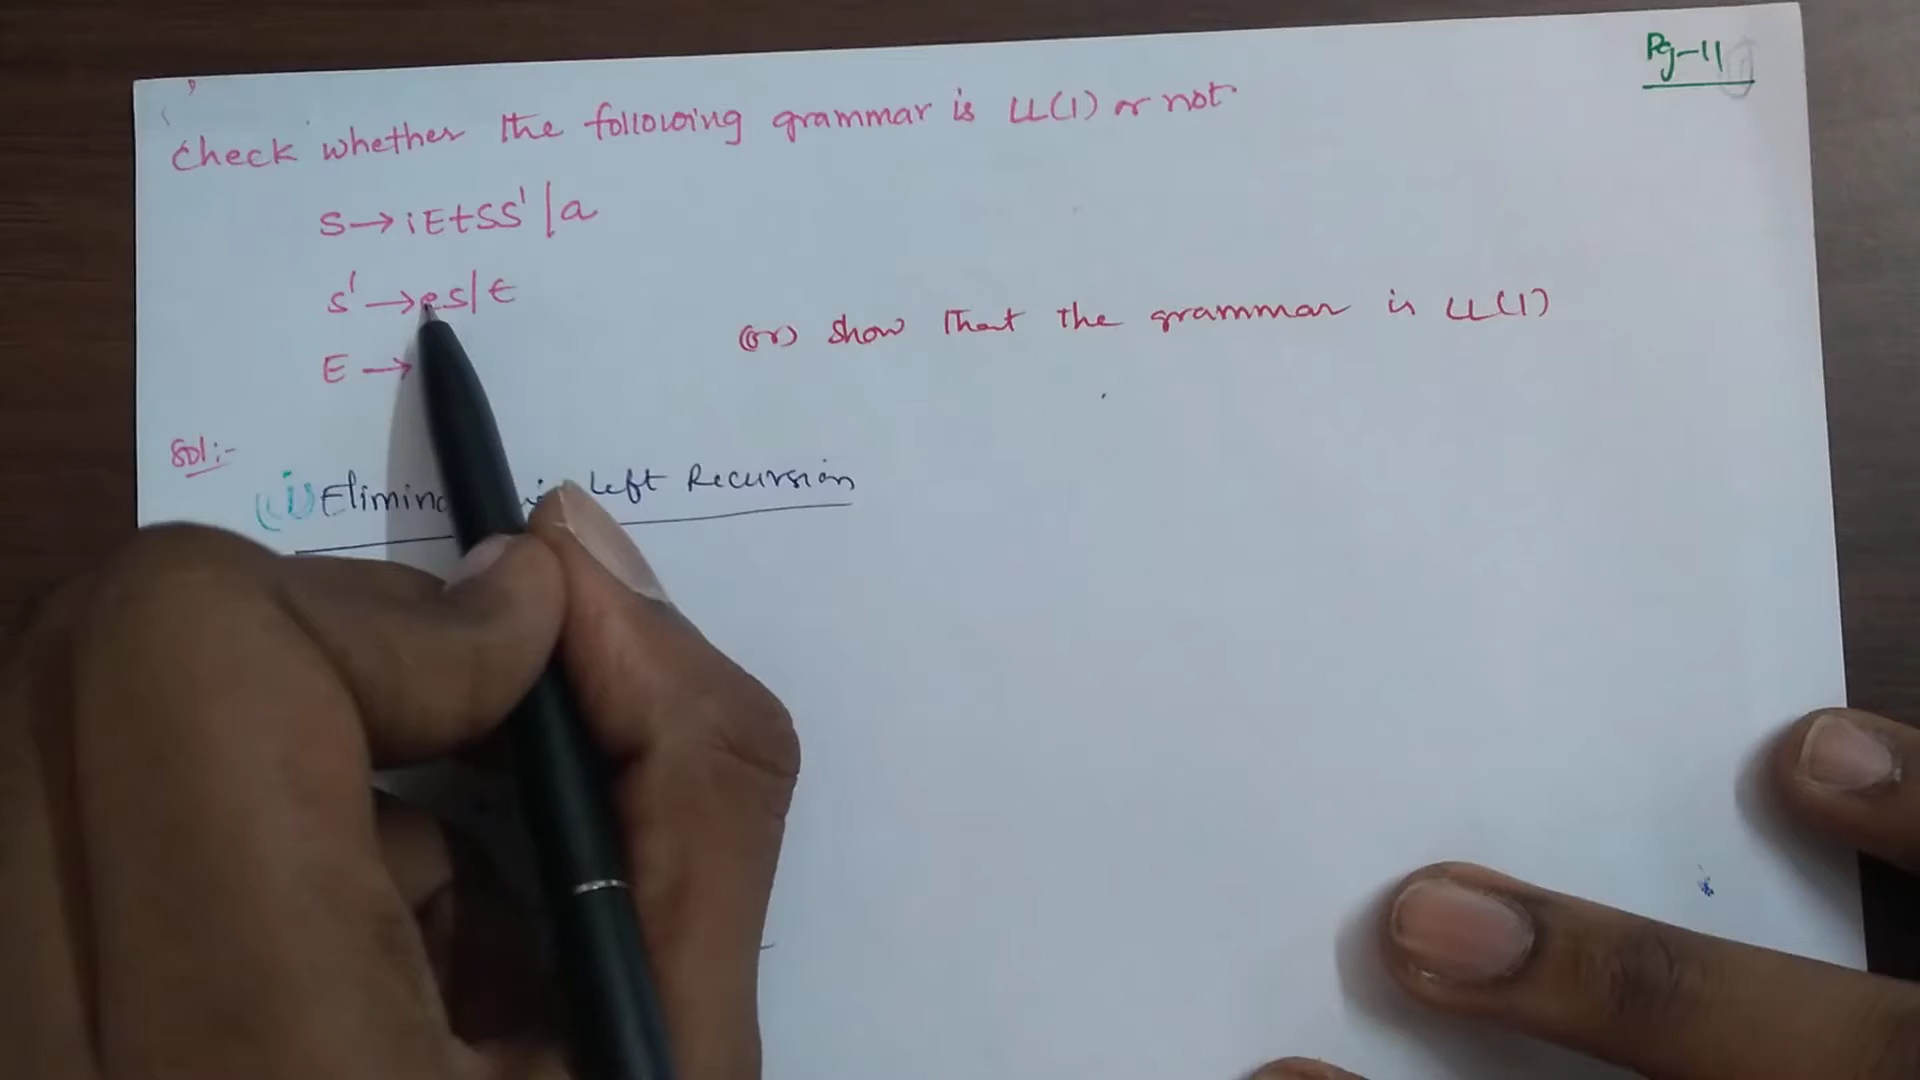 Pg-11
Check whether the following grammar is LL(1) or not
S→iEtSS'|a
S'→eS|ε
(or) show that the grammar is LL(1)
E→
Sol:-
(i) left Recursion